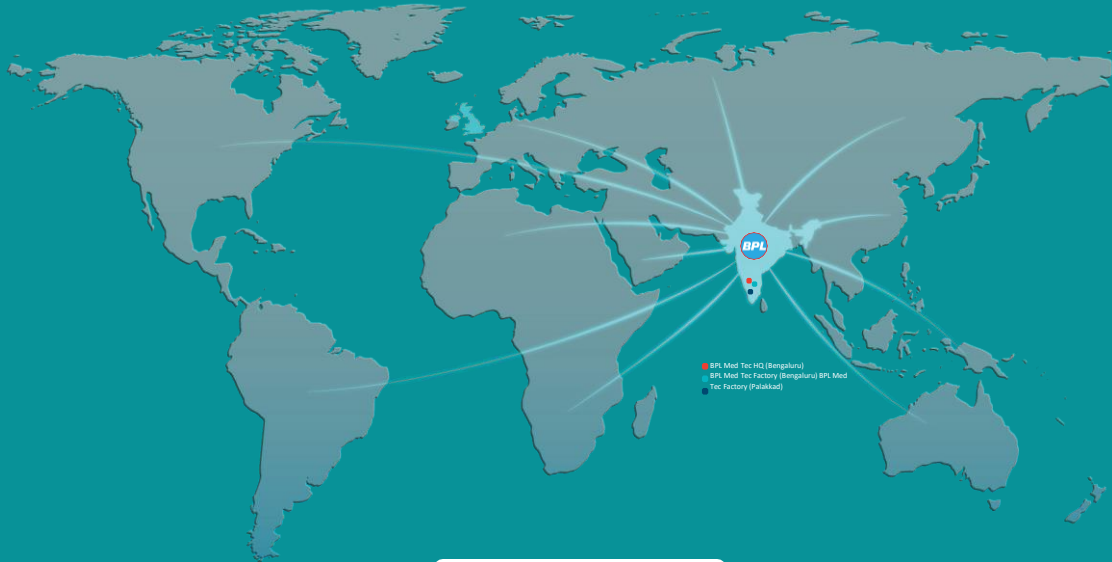 BPL
BPL Med Tec HQ (Bengaluru)
BPL Med Tec Factory (Bengaluru) BPL Med
Tec Factory (Palakkad)